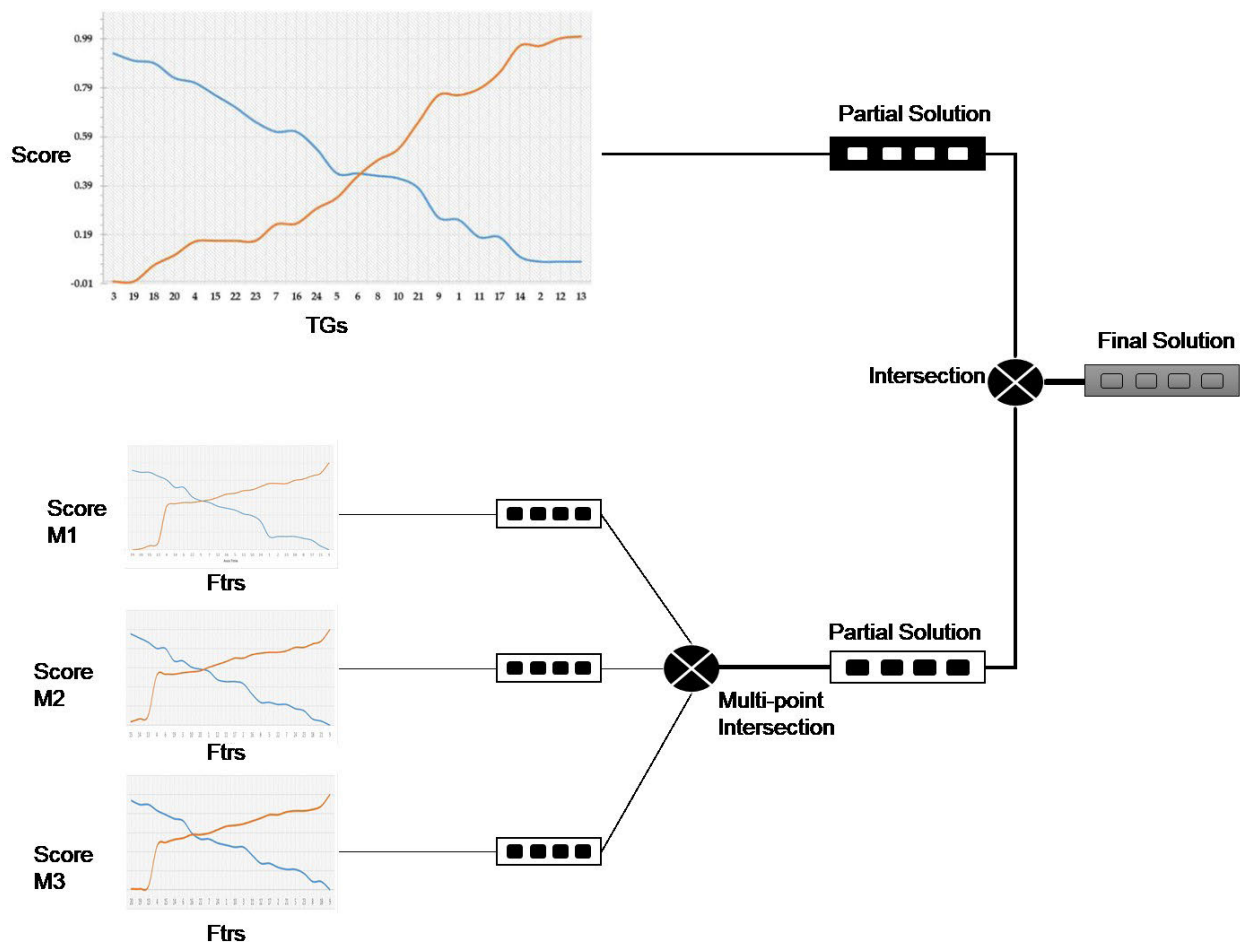 0.99
0.79
0.59
0.39
0.19
-0.01
Score
3 19 18 20 4 15 22 23 7 16 24 5 6 8 10 21 9 1 11 17 14 2 12 13
TGs
Partial Solution
Intersection
Final Solution
Score
M1
Ftrs
Score
M2
Ftrs
Score
M3
Ftrs
Partial Solution
Multi-point
Intersection